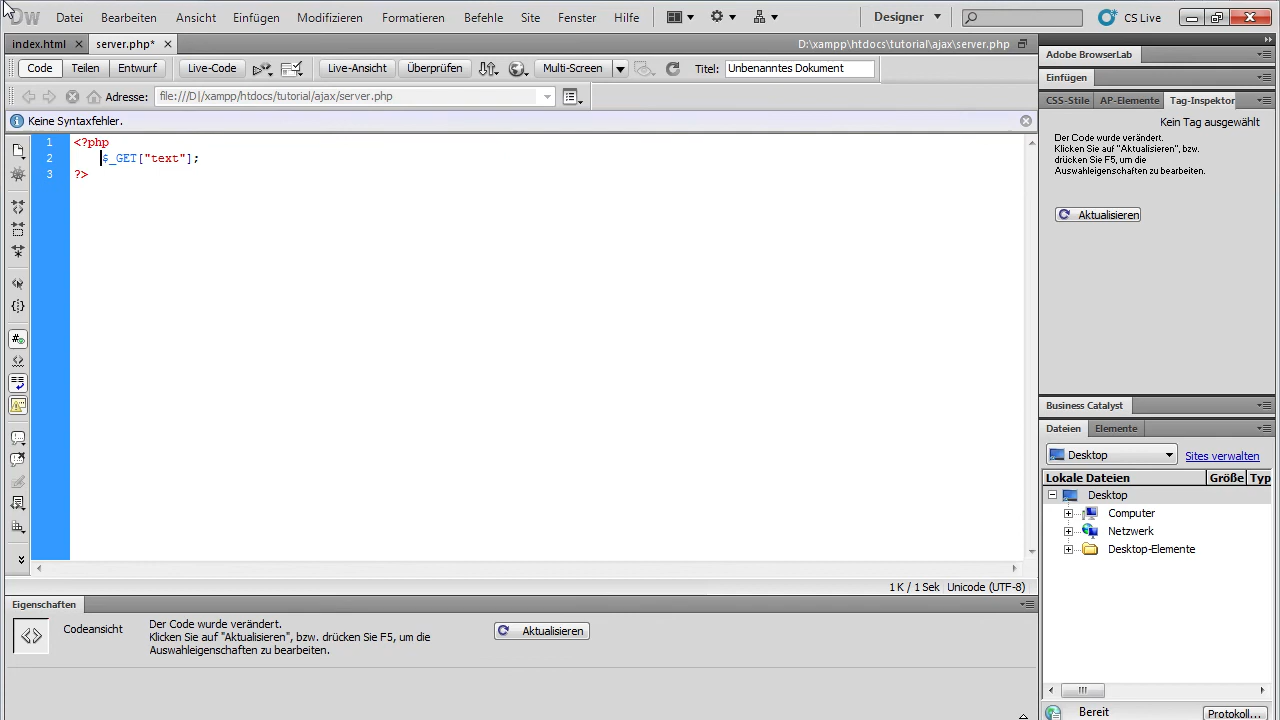 Dw Datei Bearbeiten Ansicht Einfügen Modifizieren Formatieren Befehle Site Fenster Hilfe Designer CS Live
index.html server.php* D:\xampp\htdocs\tutorial\ajax\server.php
Code Teilen Entwurf Live-Code Live-Ansicht Überprüfen Multi-Screen Titel: Unbenanntes Dokument
Adresse: file:///D|/xampp/htdocs/tutorial/ajax/server.php
Keine Syntaxfehler.
1 <?php
2 $_GET["text"];
3 ?>
1 K / 1 Sek Unicode (UTF-8)
Eigenschaften
Codeansicht
Der Code wurde verändert.
Klicken Sie auf "Aktualisieren", bzw. drücken Sie F5, um die
Auswahleigenschaften zu bearbeiten.
Aktualisieren
Adobe BrowserLab
Einfügen
CSS-Stile AP-Elemente Tag-Inspektor
Kein Tag ausgewählt
Der Code wurde verändert.
Klicken Sie auf "Aktualisieren", bzw.
drücken Sie F5, um die
Auswahleigenschaften zu bearbeiten.
Aktualisieren
Business Catalyst
Dateien Elemente
Desktop Sites verwalten
Lokale Dateien Größe Typ
Desktop
Computer
Netzwerk
Desktop-Elemente
Bereit Protokoll...